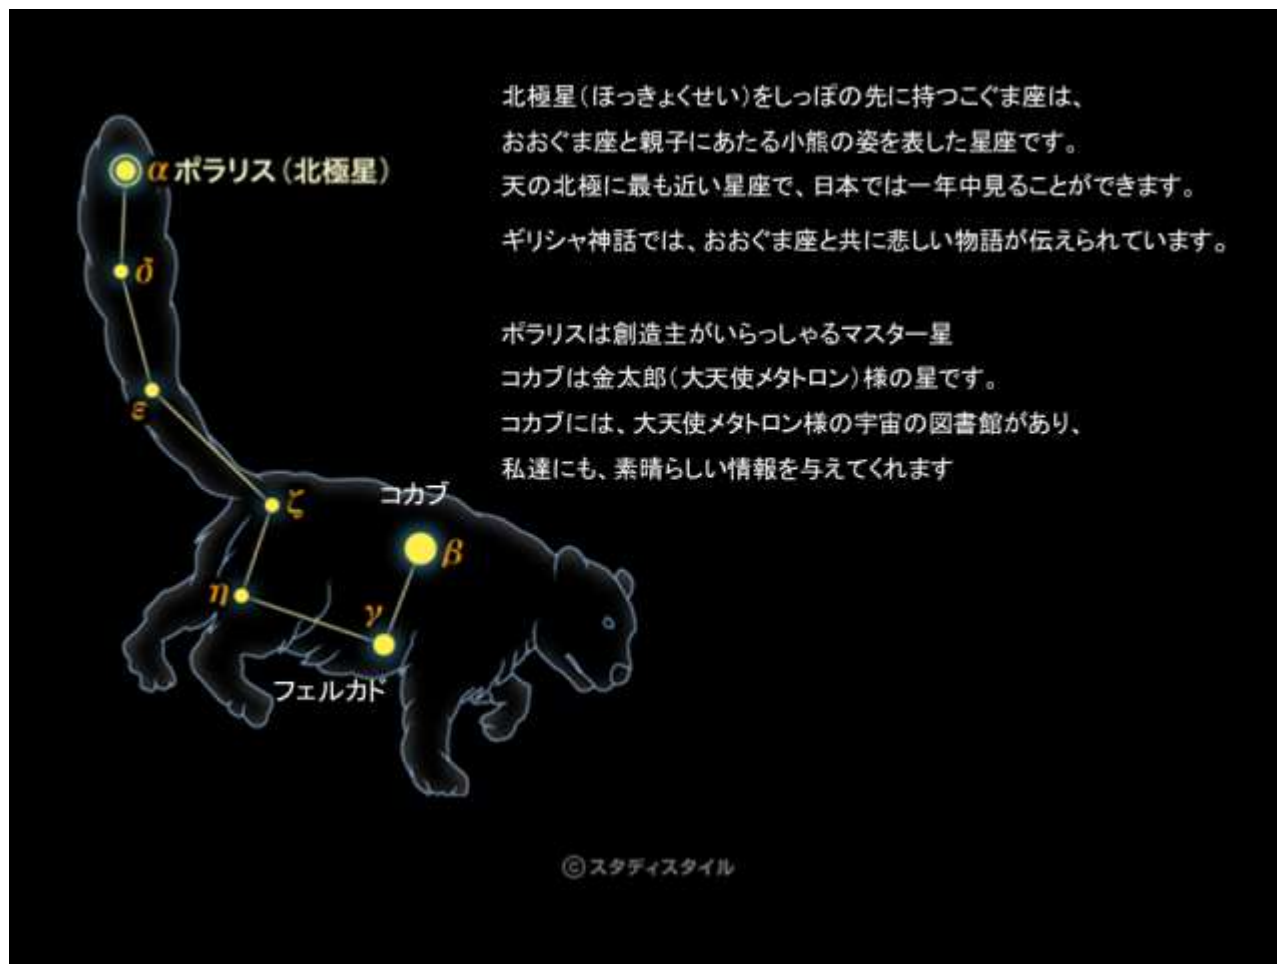 北極星（ほっきょくせい）をしっぽの先に持つこぐま座は、
おおぐま座と親子にあたる小熊の姿を表した星座です。
天の北極に最も近い星座で、日本では一年中見ることができます。
ギリシャ神話では、おおぐま座と共に悲しい物語が伝えられています。
ポラリスは創造主がいらっしゃるマスター星
コカブは金太郎（大天使メタトロン）様の星です。
コカブには、大天使メタトロン様の宇宙の図書館があり、
私達にも、素晴らしい情報を与えてくれます
α ポラリス（北極星）
δ
ε
ζ
コカブ
β
η
γ
フェルカド
©スタディスタイル